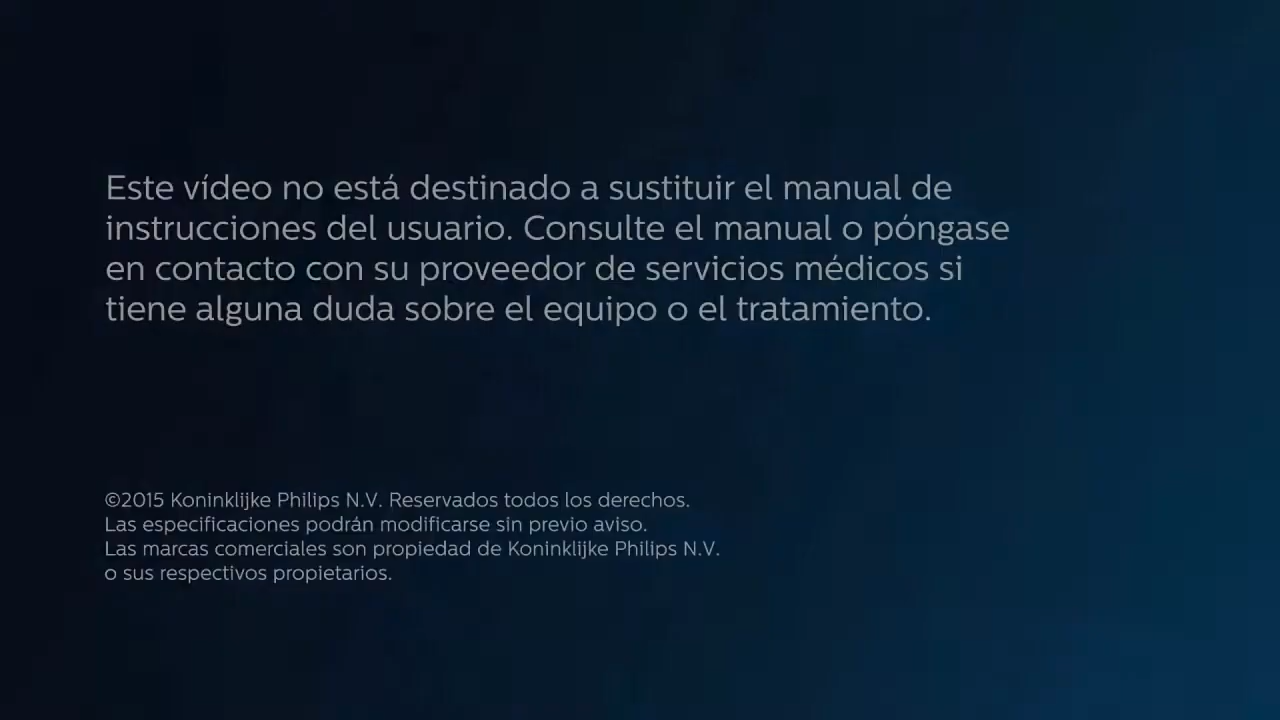 Este vídeo no está destinado a sustituir el manual de
instrucciones del usuario. Consulte el manual o póngase
en contacto con su proveedor de servicios médicos si
tiene alguna duda sobre el equipo o el tratamiento.
©2015 Koninklijke Philips N.V. Reservados todos los derechos.
Las especificaciones podrán modificarse sin previo aviso.
Las marcas comerciales son propiedad de Koninklijke Philips N.V.
o sus respectivos propietarios.